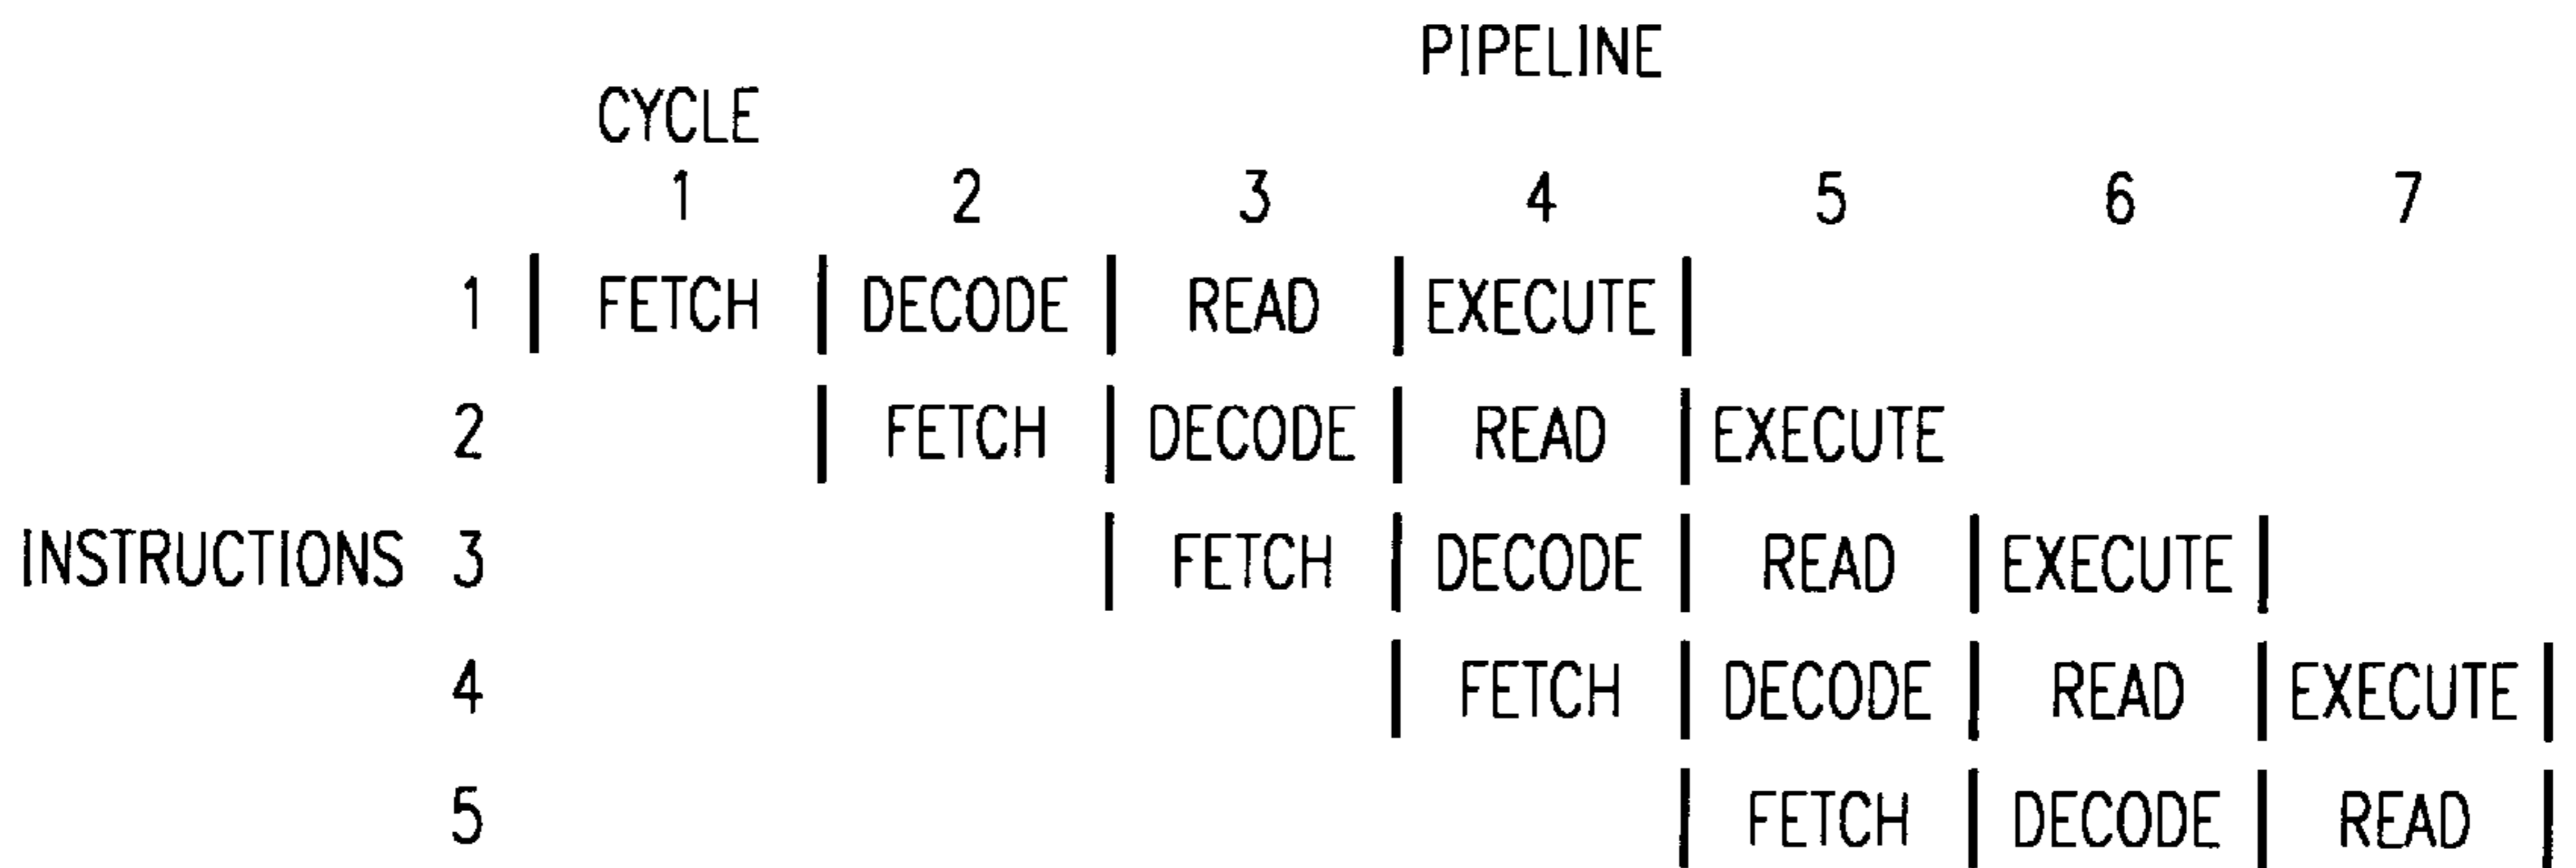 PIPELINE
CYCLE
1 2 3 4 5 6 7
1 | FETCH | DECODE | READ | EXECUTE |
2 | FETCH | DECODE | READ | EXECUTE
INSTRUCTIONS 3 | FETCH | DECODE | READ | EXECUTE |
4 | FETCH | DECODE | READ | EXECUTE |
5 | FETCH | DECODE | READ |